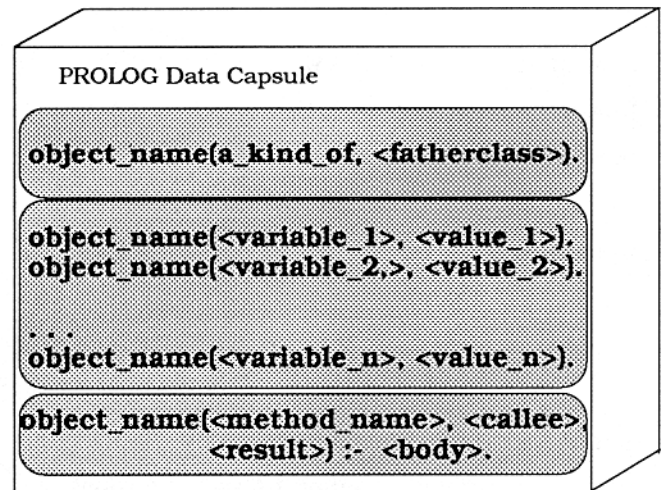 PROLOG Data Capsule
object_name(a_kind_of, <fatherclass>).
object_name(<variable_1>, <value_1>).
object_name(<variable_2,>, <value_2>).
. . .
object_name(<variable_n>, <value_n>).
object_name(<method_name>, <callee>,
<result>) :- <body>.